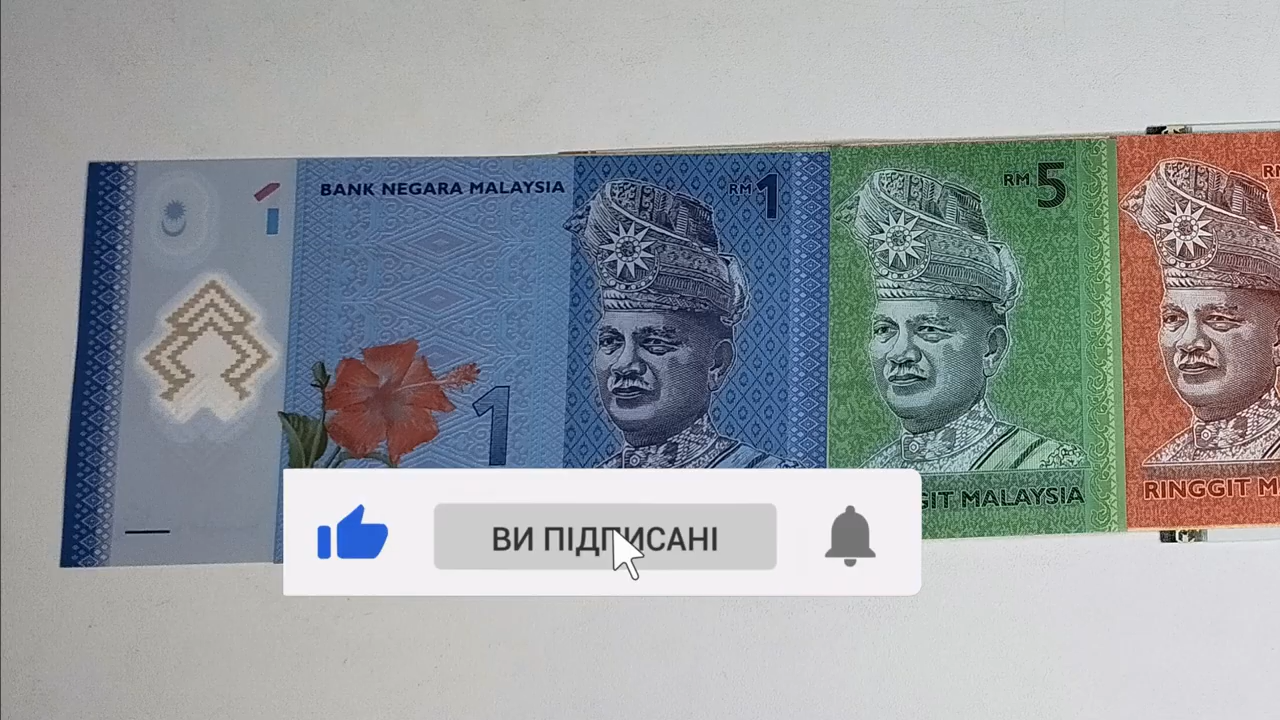 BANK NEGARA MALAYSIA
RM 1
RM 5
1
GIT MALAYSIA
RINGGIT M
ВИ ПІДПИСАНІ